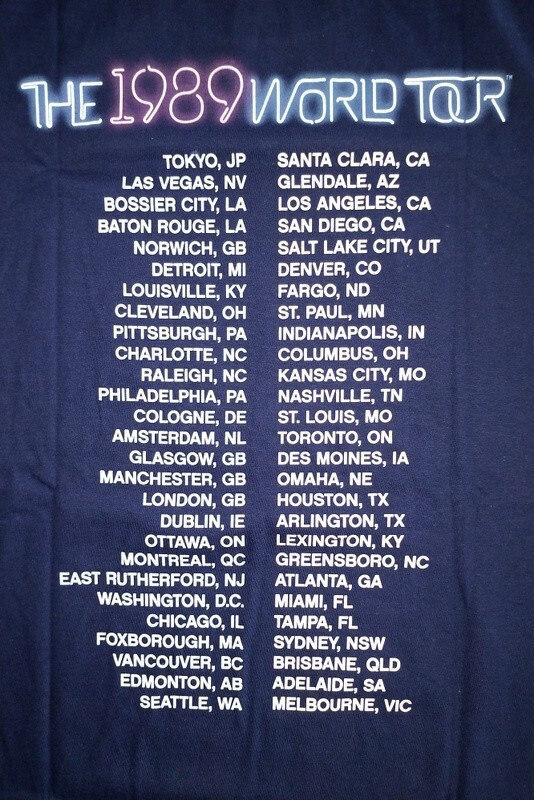 THE 1989 WORLD TOUR™
TOKYO, JP
LAS VEGAS, NV
BOSSIER CITY, LA
BATON ROUGE, LA
NORWICH, GB
DETROIT, MI
LOUISVILLE, KY
CLEVELAND, OH
PITTSBURGH, PA
CHARLOTTE, NC
RALEIGH, NC
PHILADELPHIA, PA
COLOGNE, DE
AMSTERDAM, NL
GLASGOW, GB
MANCHESTER, GB
LONDON, GB
DUBLIN, IE
OTTAWA, ON
MONTREAL, QC
EAST RUTHERFORD, NJ
WASHINGTON, D.C.
CHICAGO, IL
FOXBOROUGH, MA
VANCOUVER, BC
EDMONTON, AB
SEATTLE, WA
SANTA CLARA, CA
GLENDALE, AZ
LOS ANGELES, CA
SAN DIEGO, CA
SALT LAKE CITY, UT
DENVER, CO
FARGO, ND
ST. PAUL, MN
INDIANAPOLIS, IN
COLUMBUS, OH
KANSAS CITY, MO
NASHVILLE, TN
ST. LOUIS, MO
TORONTO, ON
DES MOINES, IA
OMAHA, NE
HOUSTON, TX
ARLINGTON, TX
LEXINGTON, KY
GREENSBORO, NC
ATLANTA, GA
MIAMI, FL
TAMPA, FL
SYDNEY, NSW
BRISBANE, QLD
ADELAIDE, SA
MELBOURNE, VIC